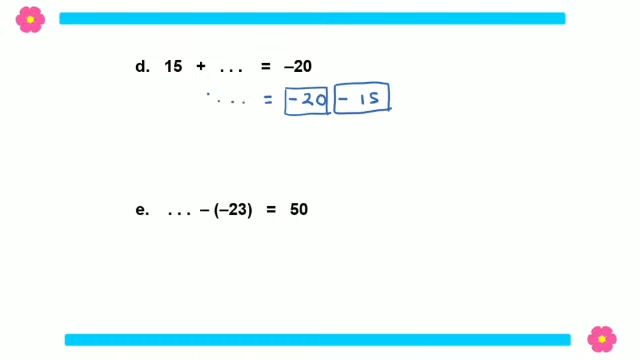 d. 15 + . . . = –20
. . . = -20 - 15
e. . . . – (–23) = 50